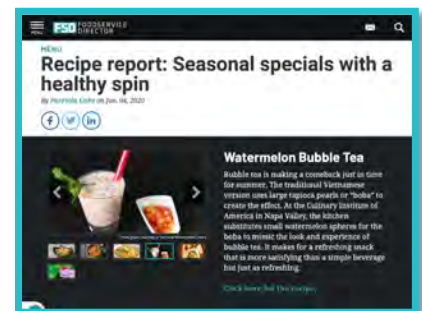 MENU
FSD FOODSERVICE
DIRECTOR
MENU
Recipe report: Seasonal specials with a
healthy spin
on Jun. 04, 2020
f in
Watermelon Bubble Tea
Bubble tea is making a comeback just in time
for summer. The traditional Vietnamese
version uses large tapioca pearls or "boba" to
create the effect. At the Culinary Institute of
America in Napa Valley, the kitchen
substitutes small watermelon spheres for the
boba to mimic the look and experience of
bubble tea. It makes for a refreshing snack
that is more satisfying than a simple beverage
but just as refreshing.
Click here for the recipe.